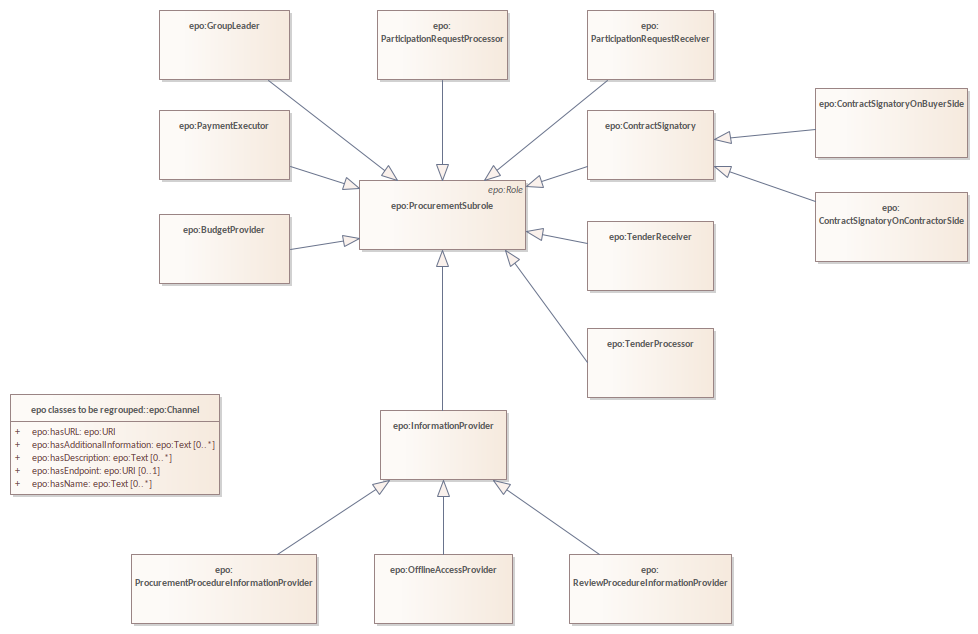 epo:GroupLeader
epo:
ParticipationRequestProcessor
epo:
ParticipationRequestReceiver
epo:ContractSignatoryOnBuyerSide
epo:PaymentExecutor
epo:ContractSignatory
epo:Role
epo:ProcurementSubrole
epo:
ContractSignatoryOnContractorSide
epo:BudgetProvider
epo:TenderReceiver
epo:TenderProcessor
epo classes to be regrouped::epo:Channel
+ epo:hasURL: epo:URI
+ epo:hasAdditionalInformation: epo:Text [0..*]
+ epo:hasDescription: epo:Text [0..*]
+ epo:hasEndpoint: epo:URI [0..1]
+ epo:hasName: epo:Text [0..*]
epo:InformationProvider
epo:
ProcurementProcedureInformationProvider
epo:OfflineAccessProvider
epo:
ReviewProcedureInformationProvider